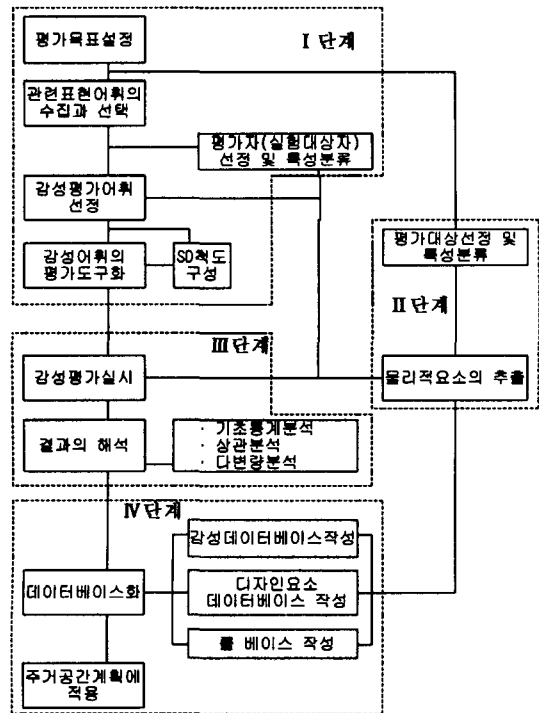 평가목표설정
I 단계
관련표현어휘의
수집과 선택
평가자(실험대상자)
선정 및 특성분류
감성평가어휘
선정
평가대상선정 및
특성분류
감성어휘의
평가도구화
SD척도
구성
II단계
III단계
감성평가실시
물리적요소의 추출
결과의 해석
· 기초통계분석
· 상관분석
· 다변량분석
IV단계
감성데이터베이스작성
데이터베이스화
디자인요소
데이터베이스 작성
룰 베이스 작성
주거공간계획에
적용